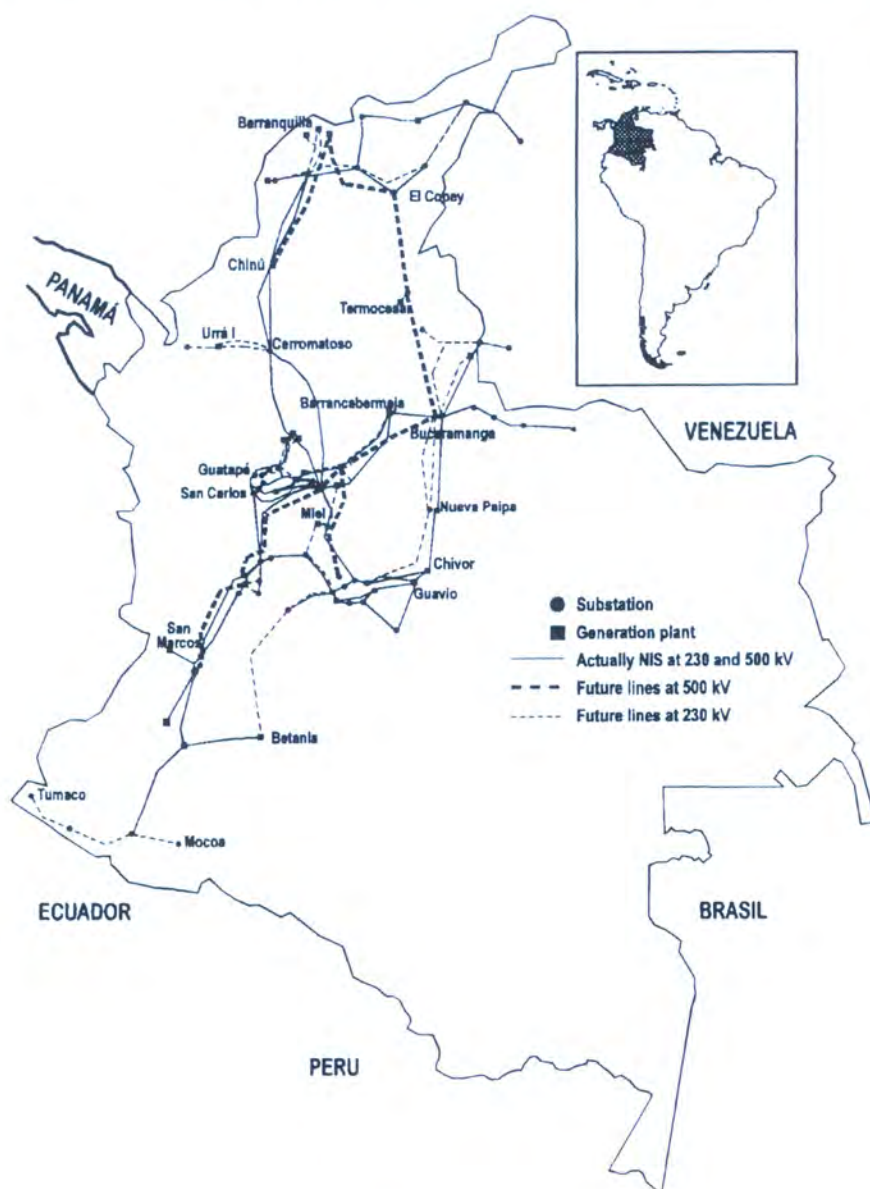 Barranquilla
El Copey
Chinú
PANAMÁ
Termocesar
Urrá I
Cerromatoso
Barrancabermeja
Bucaramanga
VENEZUELA
Guatapé
San Carlos
Miel
Nueva Paipa
Chivor
Guavio
Substation
Generation plant
Actually NIS at 230 and 500 kV
Future lines at 500 kV
Future lines at 230 kV
San
Marcos
Betania
Tumaco
Mocoa
ECUADOR
BRASIL
PERU